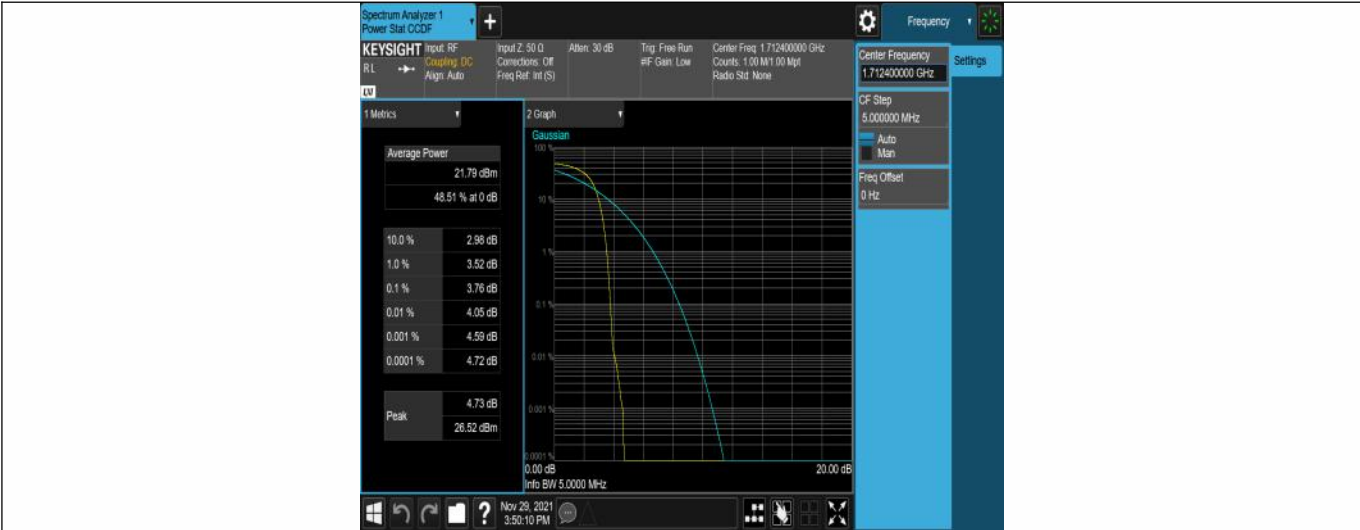 Spectrum Analyzer 1
Power Stat CCDF
+
Frequency
KEYSIGHT
RL
LXI
Input: RF
Coupling: DC
Align: Auto
Input Z: 50 Ω
Corrections: Off
Freq Ref: Int (S)
Atten: 30 dB
Trig: Free Run
#IF Gain: Low
Center Freq: 1.712400000 GHz
Counts: 1.00 M/1.00 Mpt
Radio Std: None
Center Frequency
1.712400000 GHz
Settings
CF Step
5.000000 MHz
Auto
Man
Freq Offset
0 Hz
1 Metrics
Average Power
21.79 dBm
48.51 % at 0 dB
10.0 % 2.98 dB
1.0 % 3.52 dB
0.1 % 3.76 dB
0.01 % 4.05 dB
0.001 % 4.59 dB
0.0001 % 4.72 dB
Peak
4.73 dB
26.52 dBm
2 Graph
Gaussian
100 %
10 %
1 %
0.1 %
0.01 %
0.001 %
0.0001 %
0.00 dB 20.00 dB
Info BW 5.0000 MHz
?
Nov 29, 2021
3:50:10 PM